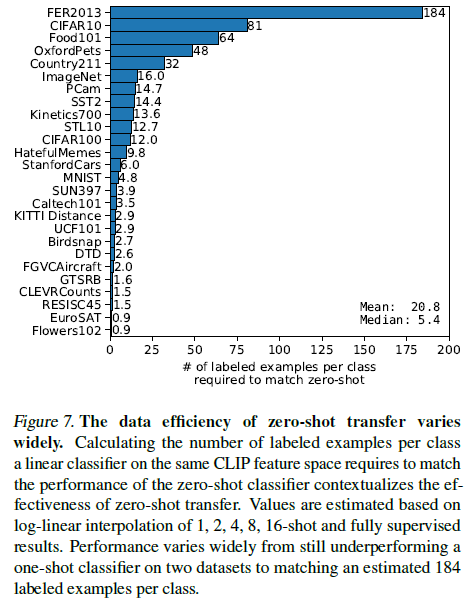 FER2013 184
CIFAR10 81
Food101 64
OxfordPets 48
Country211 32
ImageNet 16.0
PCam 14.7
SST2 14.4
Kinetics700 13.6
STL10 12.7
CIFAR100 12.0
HatefulMemes 9.8
StanfordCars 6.0
MNIST 4.8
SUN397 3.9
Caltech101 3.5
KITTI Distance 2.9
UCF101 2.9
Birdsnap 2.7
DTD 2.6
FGVCAircraft 2.0
GTSRB 1.6
CLEVRCounts 1.5
RESISC45 1.5
EuroSAT 0.9
Flowers102 0.9
Mean: 20.8
Median: 5.4
0 25 50 75 100 125 150 175 200
# of labeled examples per class
required to match zero-shot
Figure 7. The data efficiency of zero-shot transfer varies
widely. Calculating the number of labeled examples per class
a linear classifier on the same CLIP feature space requires to match
the performance of the zero-shot classifier contextualizes the ef-
fectiveness of zero-shot transfer. Values are estimated based on
log-linear interpolation of 1, 2, 4, 8, 16-shot and fully supervised
results. Performance varies widely from still underperforming a
one-shot classifier on two datasets to matching an estimated 184
labeled examples per class.